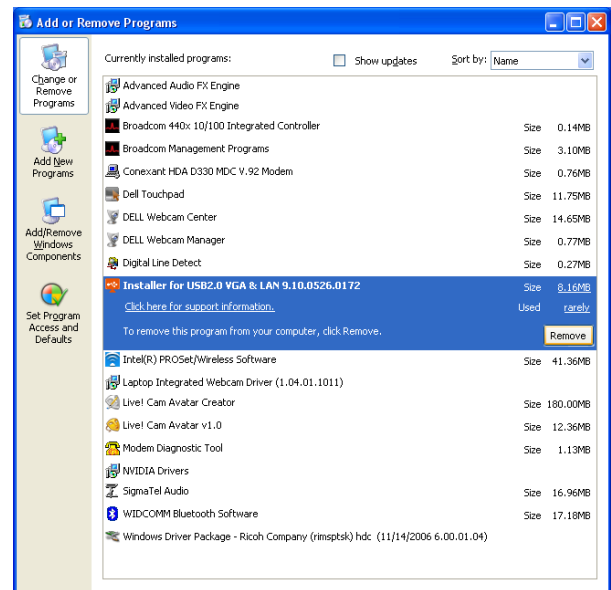 Add or Remove Programs
Change or
Remove
Programs
Add New
Programs
Add/Remove
Windows
Components
Set Program
Access and
Defaults
Currently installed programs:
Show updates
Sort by: Name
Advanced Audio FX Engine
Advanced Video FX Engine
Broadcom 440x 10/100 Integrated Controller Size 0.14MB
Broadcom Management Programs Size 3.10MB
Conexant HDA D330 MDC V.92 Modem Size 0.76MB
Dell Touchpad Size 11.75MB
DELL Webcam Center Size 14.65MB
DELL Webcam Manager Size 0.77MB
Digital Line Detect Size 0.27MB
Installer for USB2.0 VGA & LAN 9.10.0526.0172 Size 8.16MB
Click here for support information. Used rarely
To remove this program from your computer, click Remove. Remove
Intel(R) PROSet/Wireless Software Size 41.36MB
Laptop Integrated Webcam Driver (1.04.01.1011)
Live! Cam Avatar Creator Size 180.00MB
Live! Cam Avatar v1.0 Size 12.36MB
Modem Diagnostic Tool Size 1.13MB
NVIDIA Drivers
SigmaTel Audio Size 16.96MB
WIDCOMM Bluetooth Software Size 17.18MB
Windows Driver Package - Ricoh Company (rimsptsk) hdc (11/14/2006 6.00.01.04)